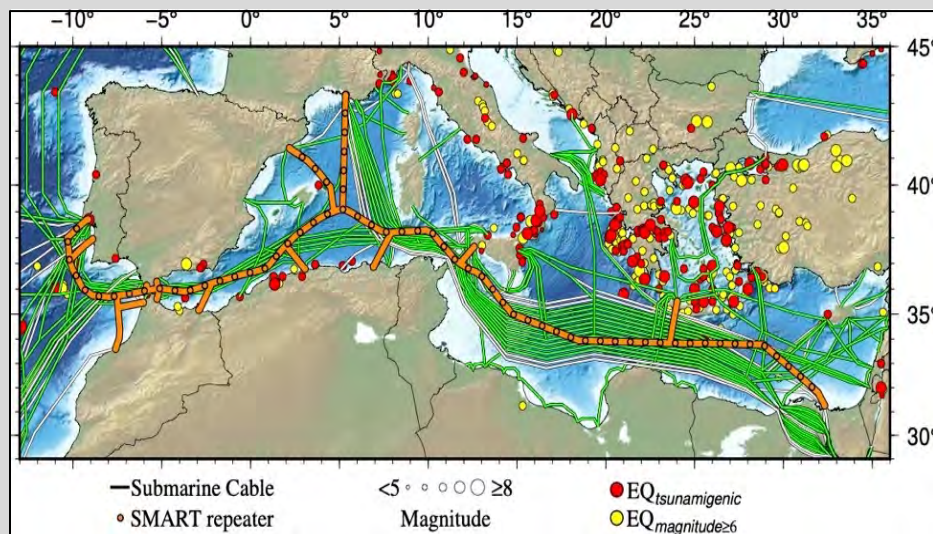 −10° −5° 0° 5° 10° 15° 20° 25° 30° 35°
45°
40°
35°
30°
Submarine Cable
<5 ≥8
EQtsunamigenic
SMART repeater
Magnitude
EQmagnitude≥6